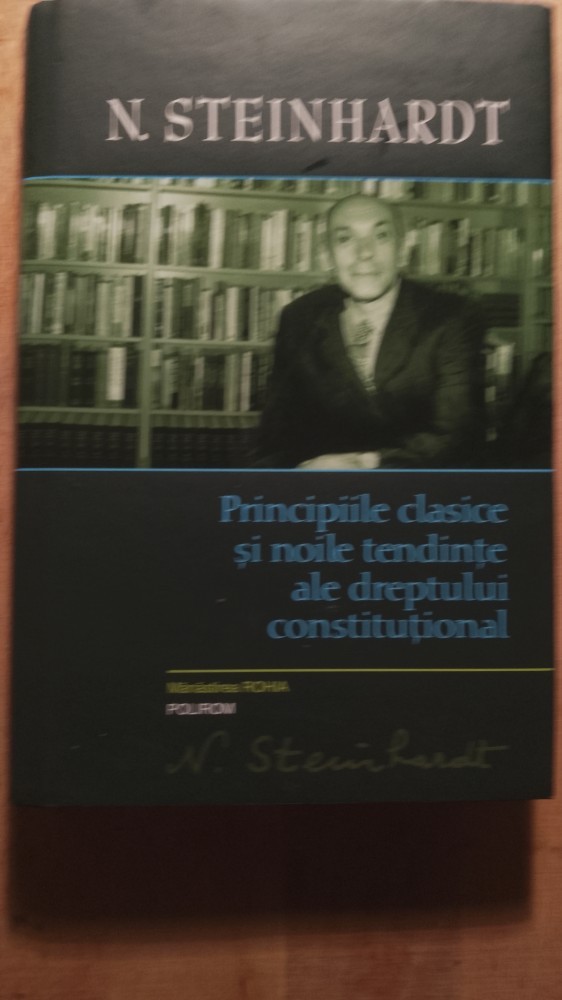 N. STEINHARDT
Principiile clasice
și noile tendințe
ale dreptului
constituțional
Mănăstirea ROHIA
POLIROM
N. Steinhardt